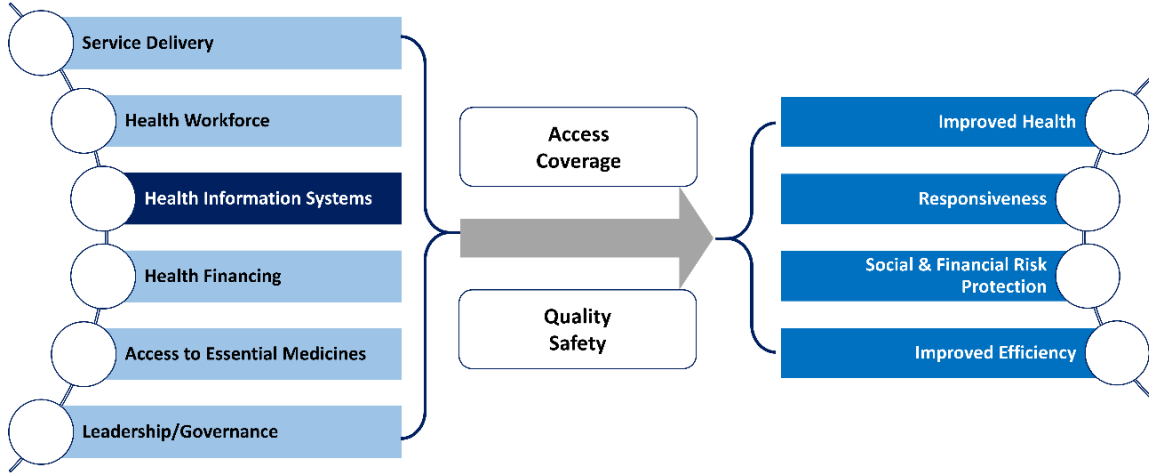 Service Delivery
Health Workforce
Health Information Systems
Health Financing
Access to Essential Medicines
Leadership/Governance
Access
Coverage
Quality
Safety
Improved Health
Responsiveness
Social & Financial Risk
Protection
Improved Efficiency